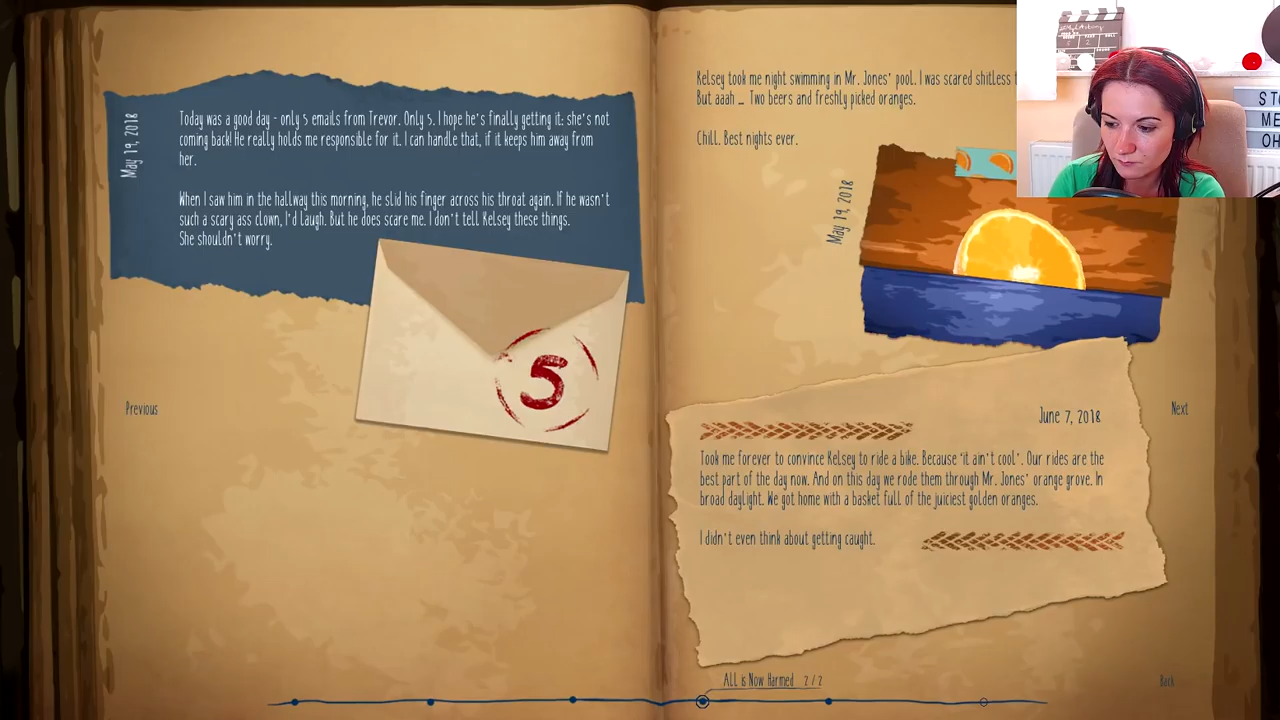 May 19, 2018
Today was a good day - only 5 emails from Trevor. Only 5. I hope he's finally getting it: she's not
coming back! He really holds me responsible for it. I can handle that, if it keeps him away from
her.
When I saw him in the hallway this morning, he slid his finger across his throat again. If he wasn't
such a scary ass clown, I'd laugh. But he does scare me. I don't tell Kelsey these things.
She shouldn't worry.
5
Previous
Kelsey took me night swimming in Mr. Jones' pool. I was scared shitless
But aaah ... Two beers and freshly picked oranges.
Chill. Best nights ever.
May 19, 2018
June 7, 2018
Took me forever to convince Kelsey to ride a bike. Because 'it ain't cool'. Our rides are the
best part of the day now. And on this day we rode them through Mr. Jones' orange grove. In
broad daylight. We got home with a basket full of the juiciest golden oranges.
I didn't even think about getting caught.
Next
ALL is Now Harmed 2 / 2
Back